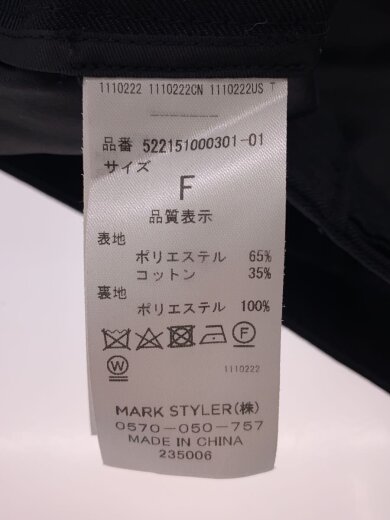 1110222 1110222CN 1110222US T
品番 522151000301-01
サイズ
F
品質表示
表地
ポリエステル 65%
コットン 35%
裏地
ポリエステル 100%
F
W
1110222
MARK STYLER(株)
0570-050-757
MADE IN CHINA
235006